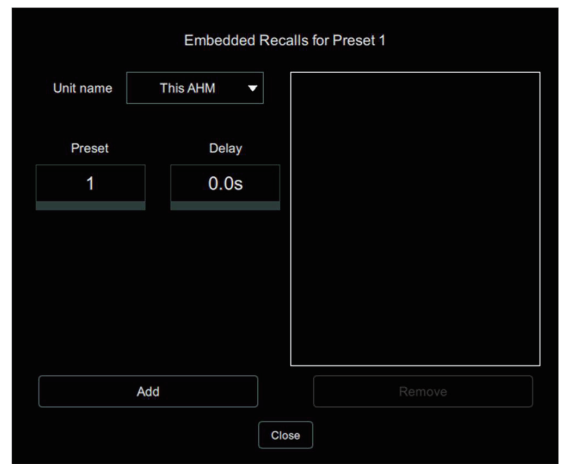 Embedded Recalls for Preset 1
Unit name
This AHM
Preset
Delay
1
0.0s
Add
Remove
Close